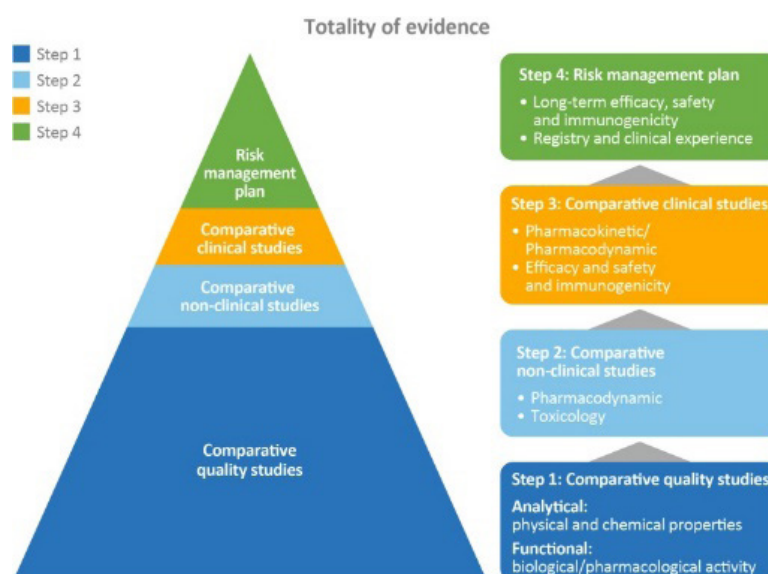 Totality of evidence
Step 1
Step 2
Step 3
Step 4
Risk
management
plan
Comparative
clinical studies
Comparative
non-clinical studies
Comparative
quality studies
Step 4: Risk management plan
• Long-term efficacy, safety
and immunogenicity
• Registry and clinical experience
Step 3: Comparative clinical studies
• Pharmacokinetic/
Pharmacodynamic
• Efficacy and safety
and immunogenicity
Step 2: Comparative
non-clinical studies
• Pharmacodynamic
• Toxicology
Step 1: Comparative quality studies
Analytical:
physical and chemical properties
Functional:
biological/pharmacological activity